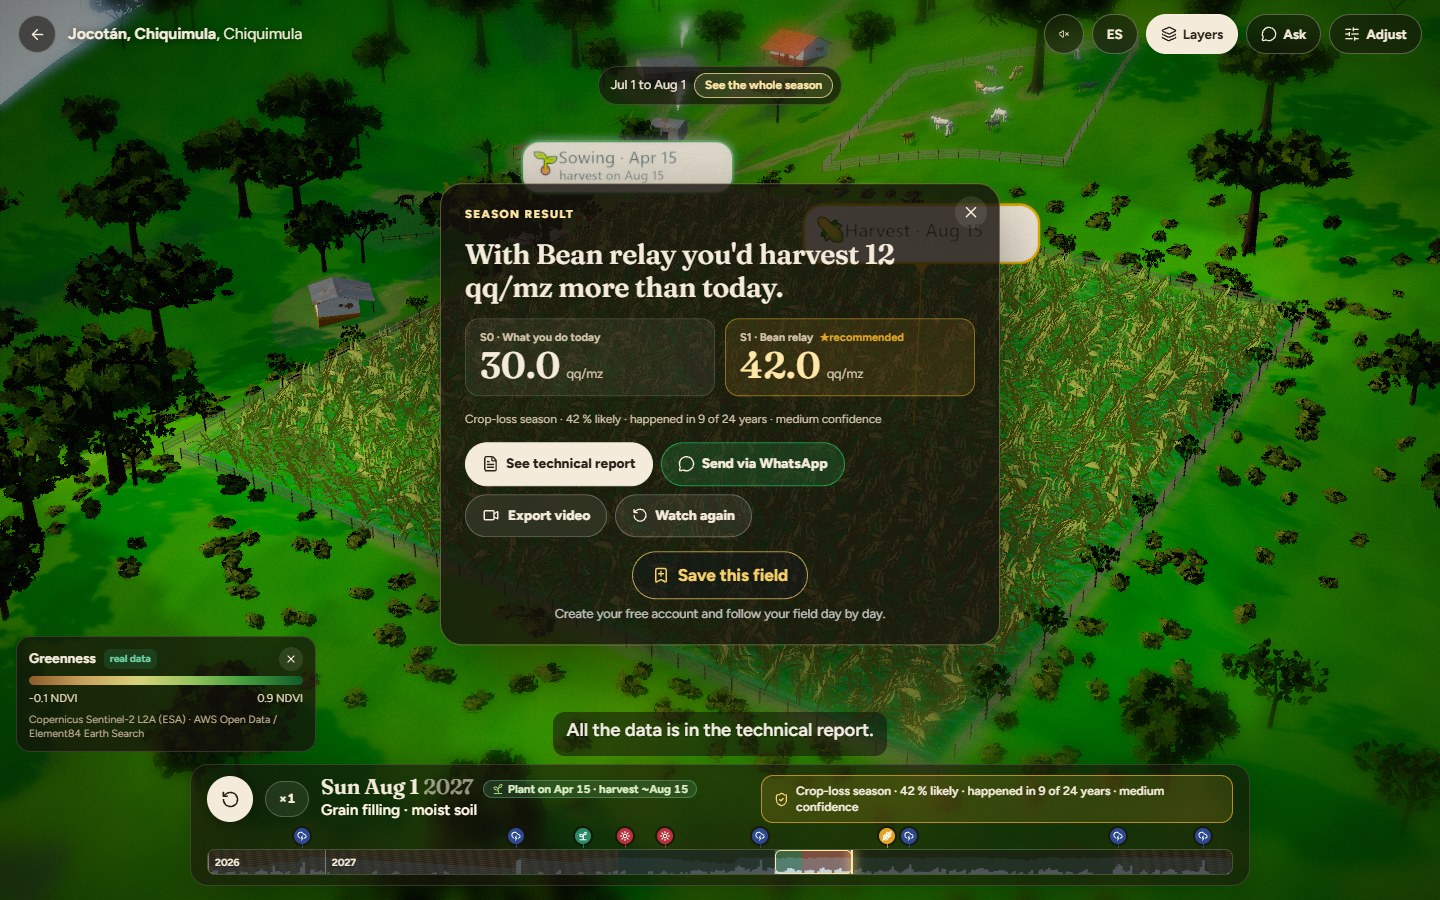 Jocotán, Chiquimula, Chiquimula
ES
Layers
Ask
Adjust
Jul 1 to Aug 1
See the whole season
Sowing · Apr 15
harvest on Aug 15
Harvest · Aug 15
SEASON RESULT
With Bean relay you'd harvest 12
qq/mz more than today.
S0 · What you do today
30.0 qq/mz
S1 · Bean relay ★recommended
42.0 qq/mz
Crop-loss season · 42 % likely · happened in 9 of 24 years · medium confidence
See technical report
Send via WhatsApp
Export video
Watch again
Save this field
Create your free account and follow your field day by day.
Greenness real data
-0.1 NDVI 0.9 NDVI
Copernicus Sentinel-2 L2A (ESA) · AWS Open Data /
Element84 Earth Search
All the data is in the technical report.
×1
Sun Aug 1 2027
Plant on Apr 15 · harvest ~Aug 15
Grain filling · moist soil
Crop-loss season · 42 % likely · happened in 9 of 24 years · medium
confidence
2026 2027